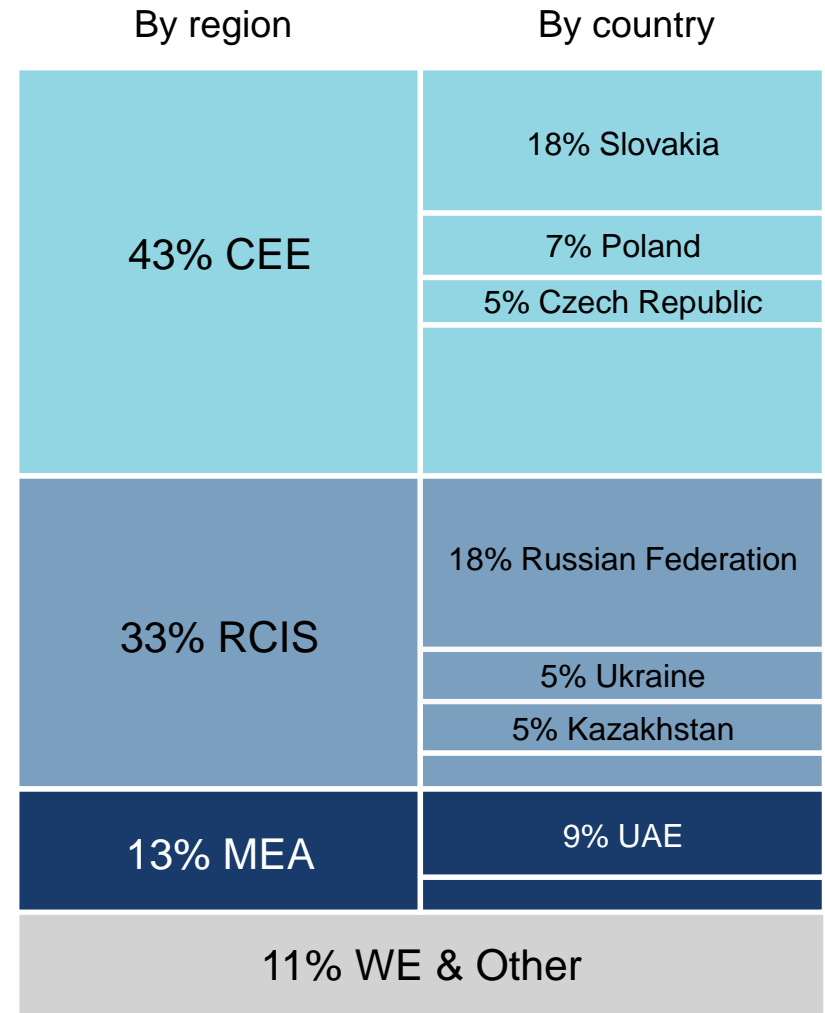 By region
By country
43% CEE
18% Slovakia
7% Poland
5% Czech Republic
33% RCIS
18% Russian Federation
5% Ukraine
5% Kazakhstan
13% MEA
9% UAE
11% WE & Other